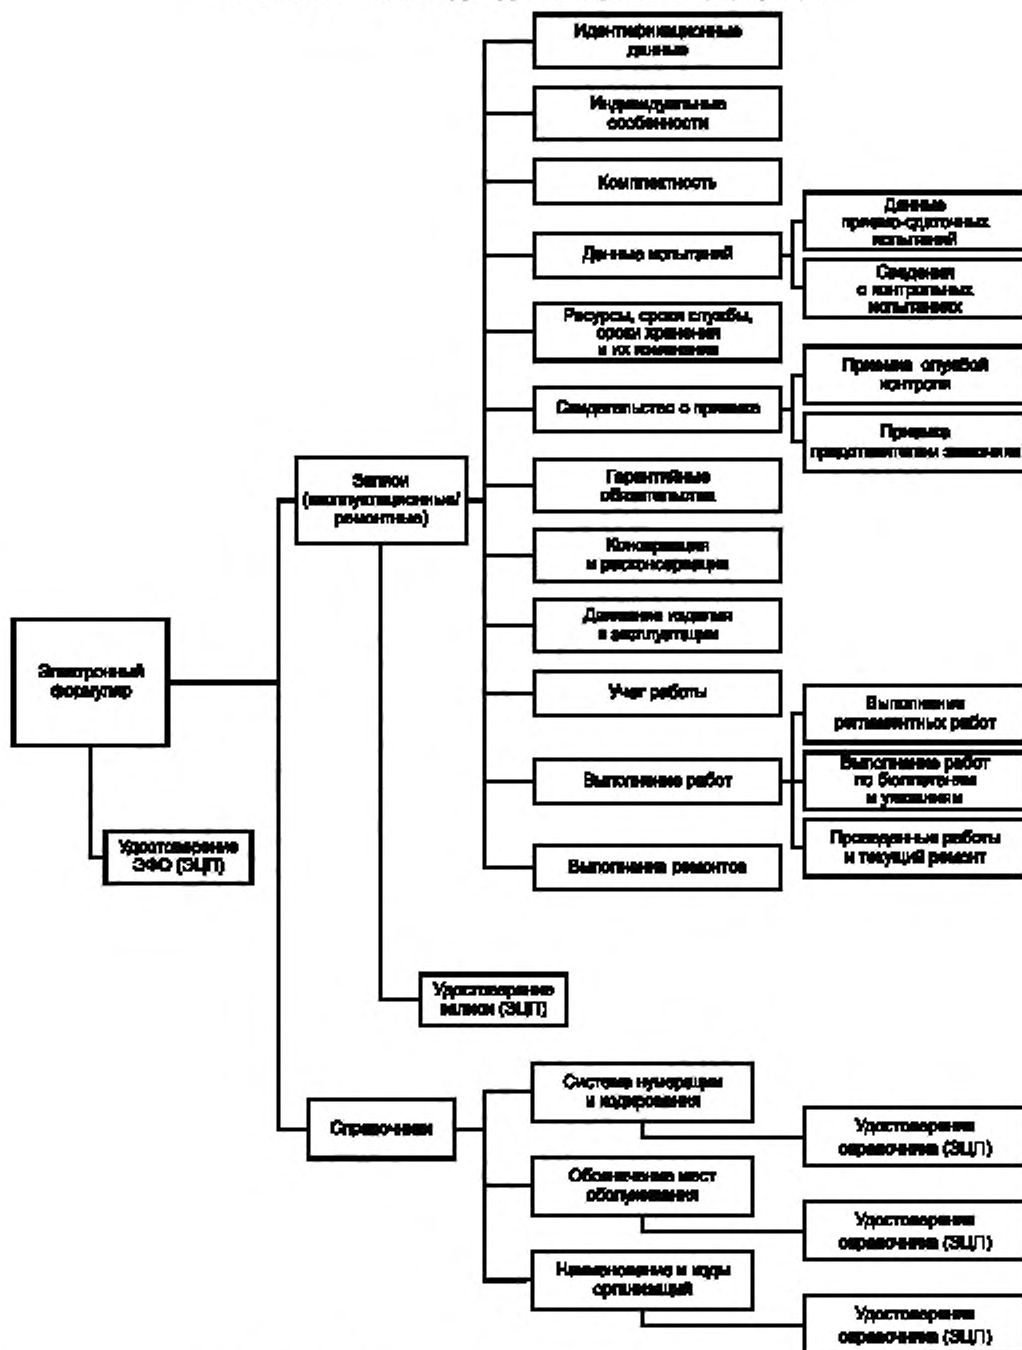 Идентификационные
данные
Индивидуальные
особенности
Комплектность
Данные испытаний
Данные
приемо-сдаточных
испытаний
Сведения
о контрольных
испытаниях
Ресурсы, сроки службы,
сроки хранения
и их изменения
Свидетельство о приемке
Приемка службой
контроля
Приемка
представителем заказчика
Записи
(эксплуатационные/
ремонтные)
Гарантийные
обязательства
Консервация
и расконсервация
Движение изделия
в эксплуатации
Электронный
формуляр
Учет работы
Выполнение
регламентных работ
Выполнение работ
Выполнение работ
по бюллетеням
и указаниям
Проведенные работы
и текущий ремонт
Удостоверение
ЭФО (ЭЦП)
Выполнение ремонтов
Удостоверение
записи (ЭЦП)
Система нумерации
и кодирования
Справочники
Удостоверения
справочника (ЭЦП)
Обозначение мест
обслуживания
Удостоверения
справочника (ЭЦП)
Наименование и коды
организаций
Удостоверения
справочника (ЭЦП)